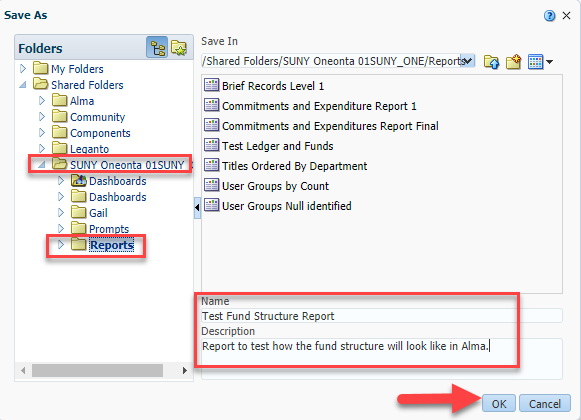 Save As
Folders
My Folders
Shared Folders
Alma
Community
Components
Leganto
SUNY Oneonta 01SUNY_
Dashboards
Dashboards
Gail
Prompts
Reports
Save In
/Shared Folders/SUNY Oneonta 01SUNY_ONE/Reports
Brief Records Level 1
Commitments and Expenditure Report 1
Commitments and Expenditures Report Final
Test Ledger and Funds
Titles Ordered By Department
User Groups by Count
User Groups Null identified
Name
Test Fund Structure Report
Description
Report to test how the fund structure will look like in Alma.
OK
Cancel